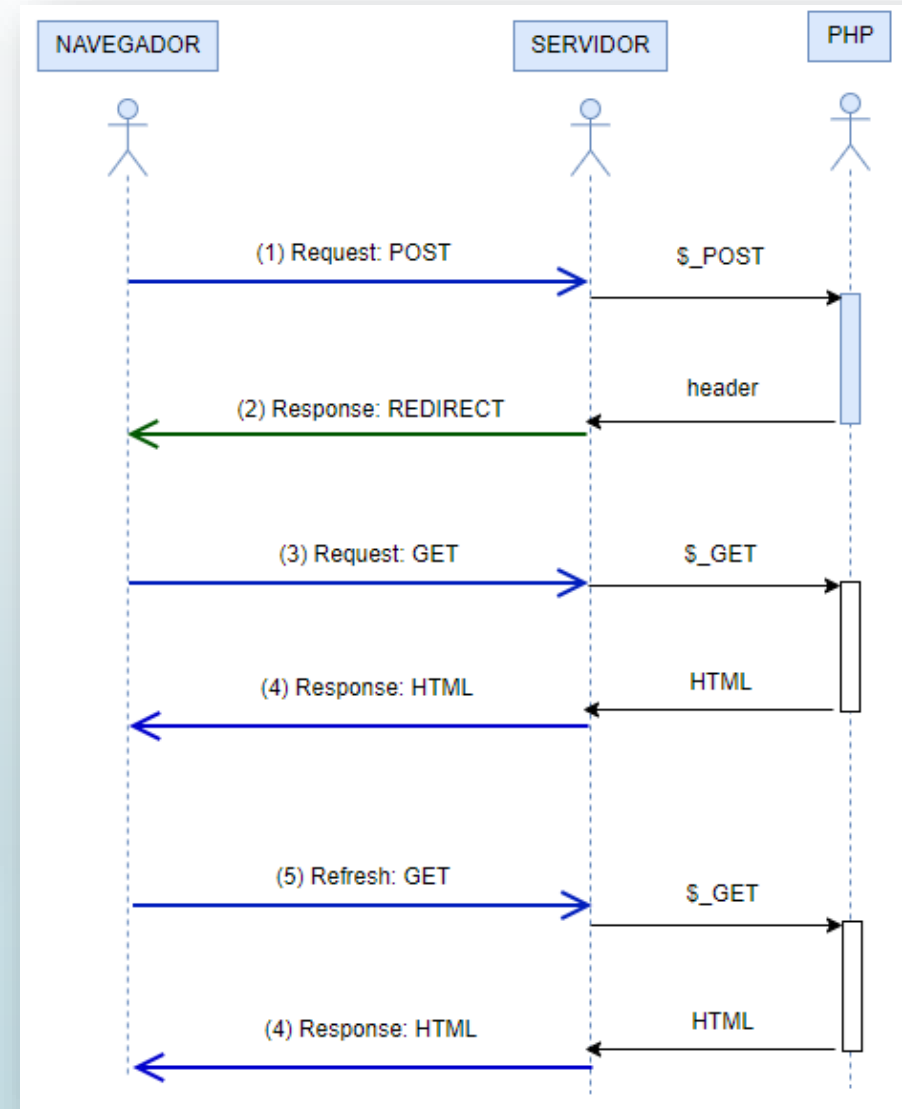 NAVEGADOR
SERVIDOR
PHP
(1) Request: POST
$_POST
header
(2) Response: REDIRECT
(3) Request: GET
$_GET
(4) Response: HTML
HTML
(5) Refresh: GET
$_GET
(4) Response: HTML
HTML